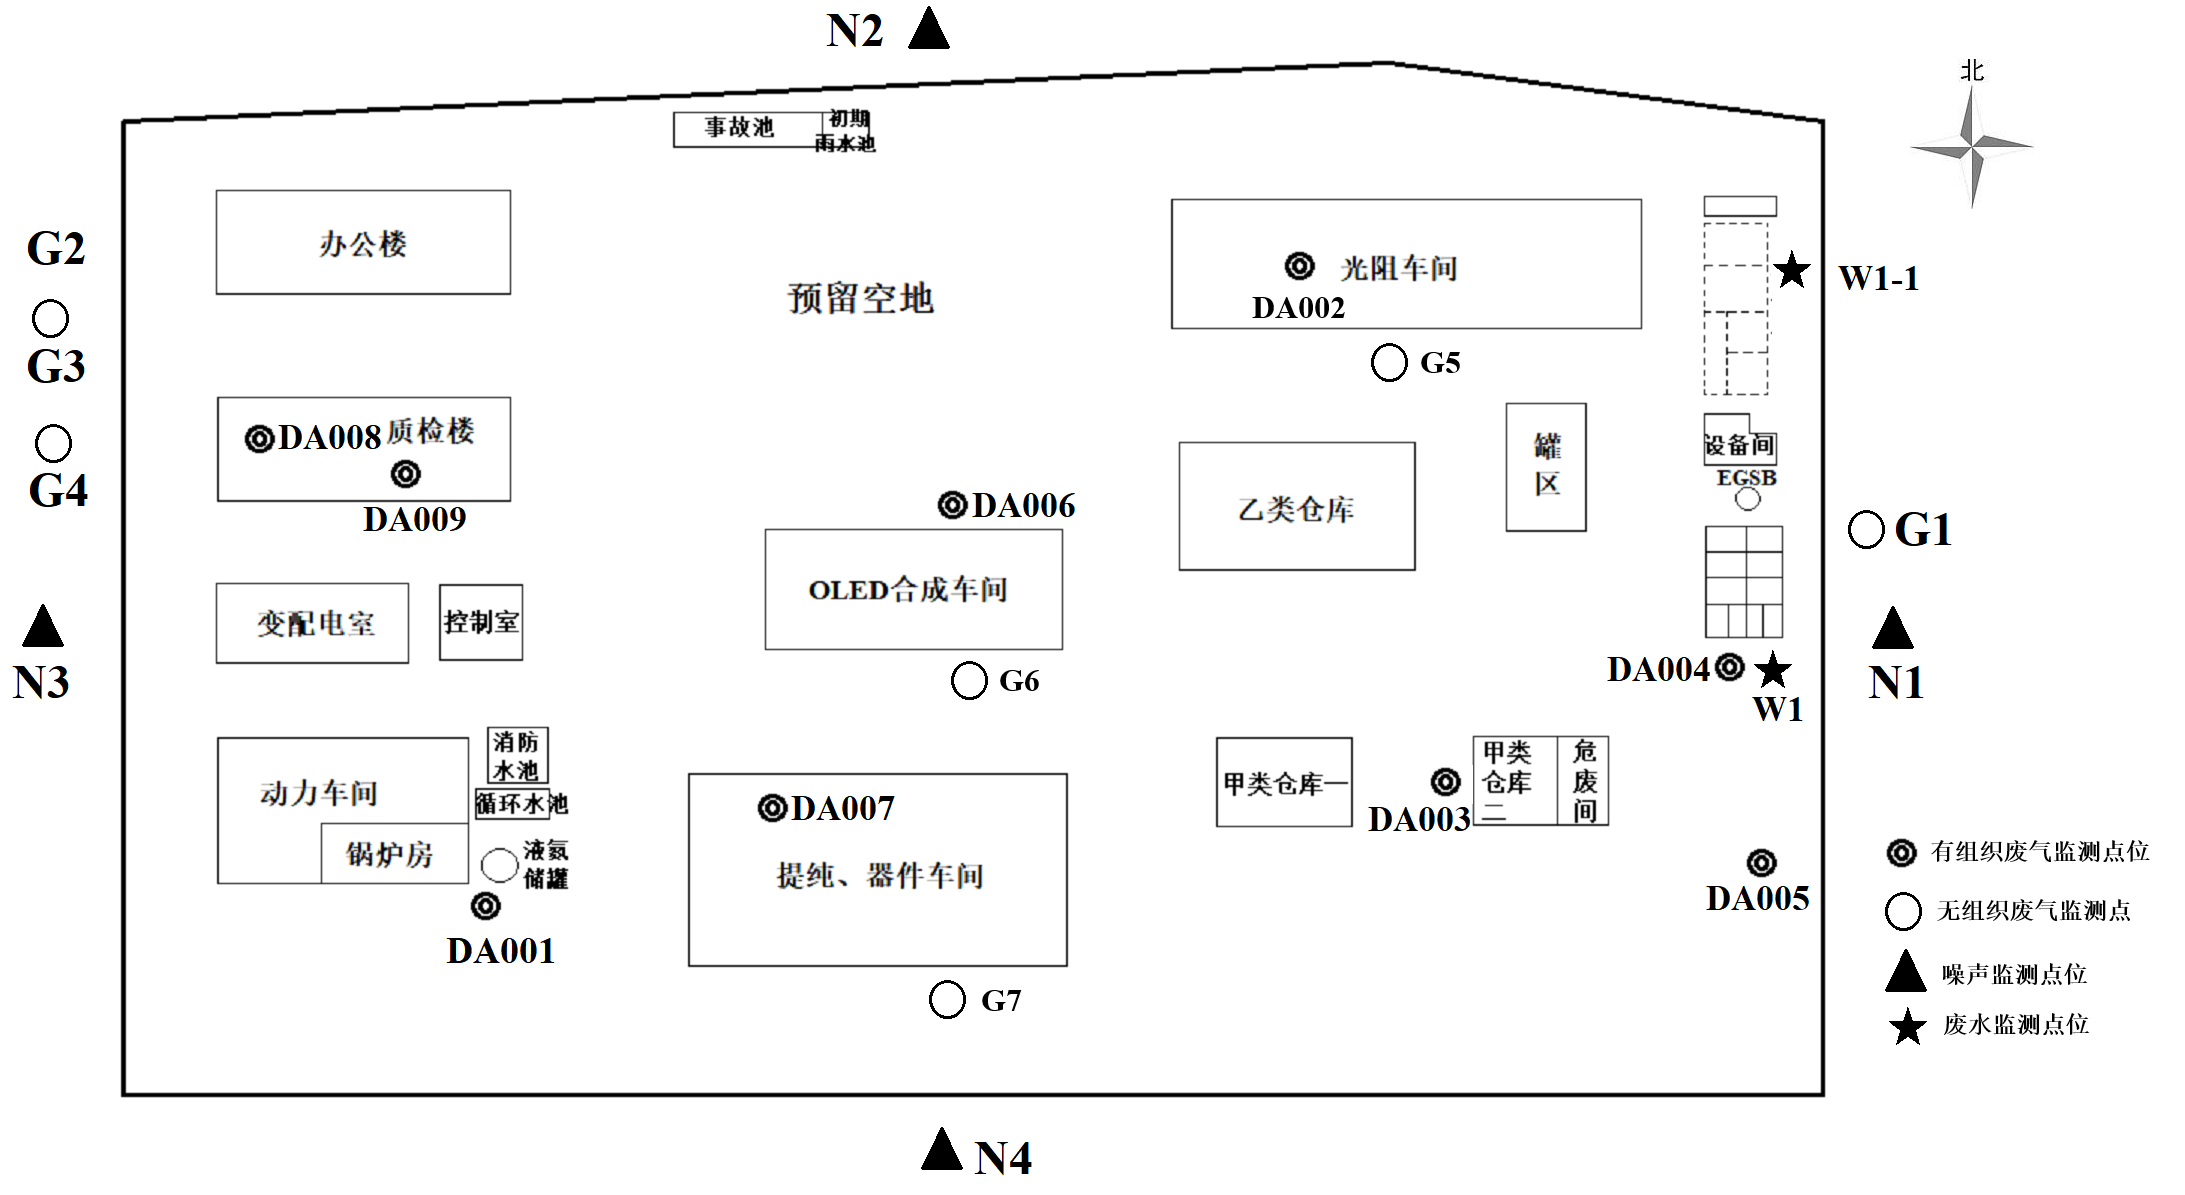 N2
北
事故池
初期
雨水池
办公楼
G2
G3
G4
预留空地
光阻车间
DA002
G5
W1-1
DA008
质检楼
DA009
DA006
乙类仓库
罐
区
设备间
EGSB
G1
OLED合成车间
G6
变配电室
控制室
N3
N1
DA004
W1
动力车间
消防
水池
循环水池
锅炉房
液氮
储罐
DA001
DA007
提纯、器件车间
G7
甲类仓库一
DA003
甲类
仓库
二
危
废
间
DA005
有组织废气监测点位
无组织废气监测点
噪声监测点位
废水监测点位
N4